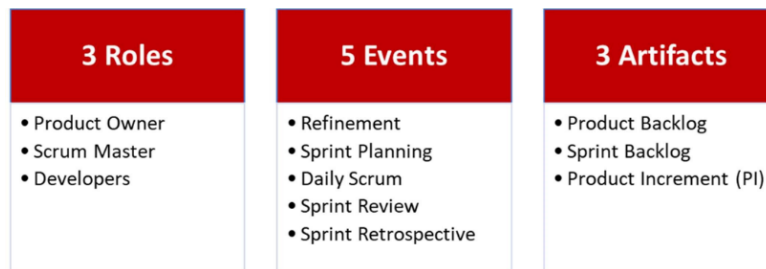 3 Roles
• Product Owner
• Scrum Master
• Developers
5 Events
• Refinement
• Sprint Planning
• Daily Scrum
• Sprint Review
• Sprint Retrospective
3 Artifacts
• Product Backlog
• Sprint Backlog
• Product Increment (PI)